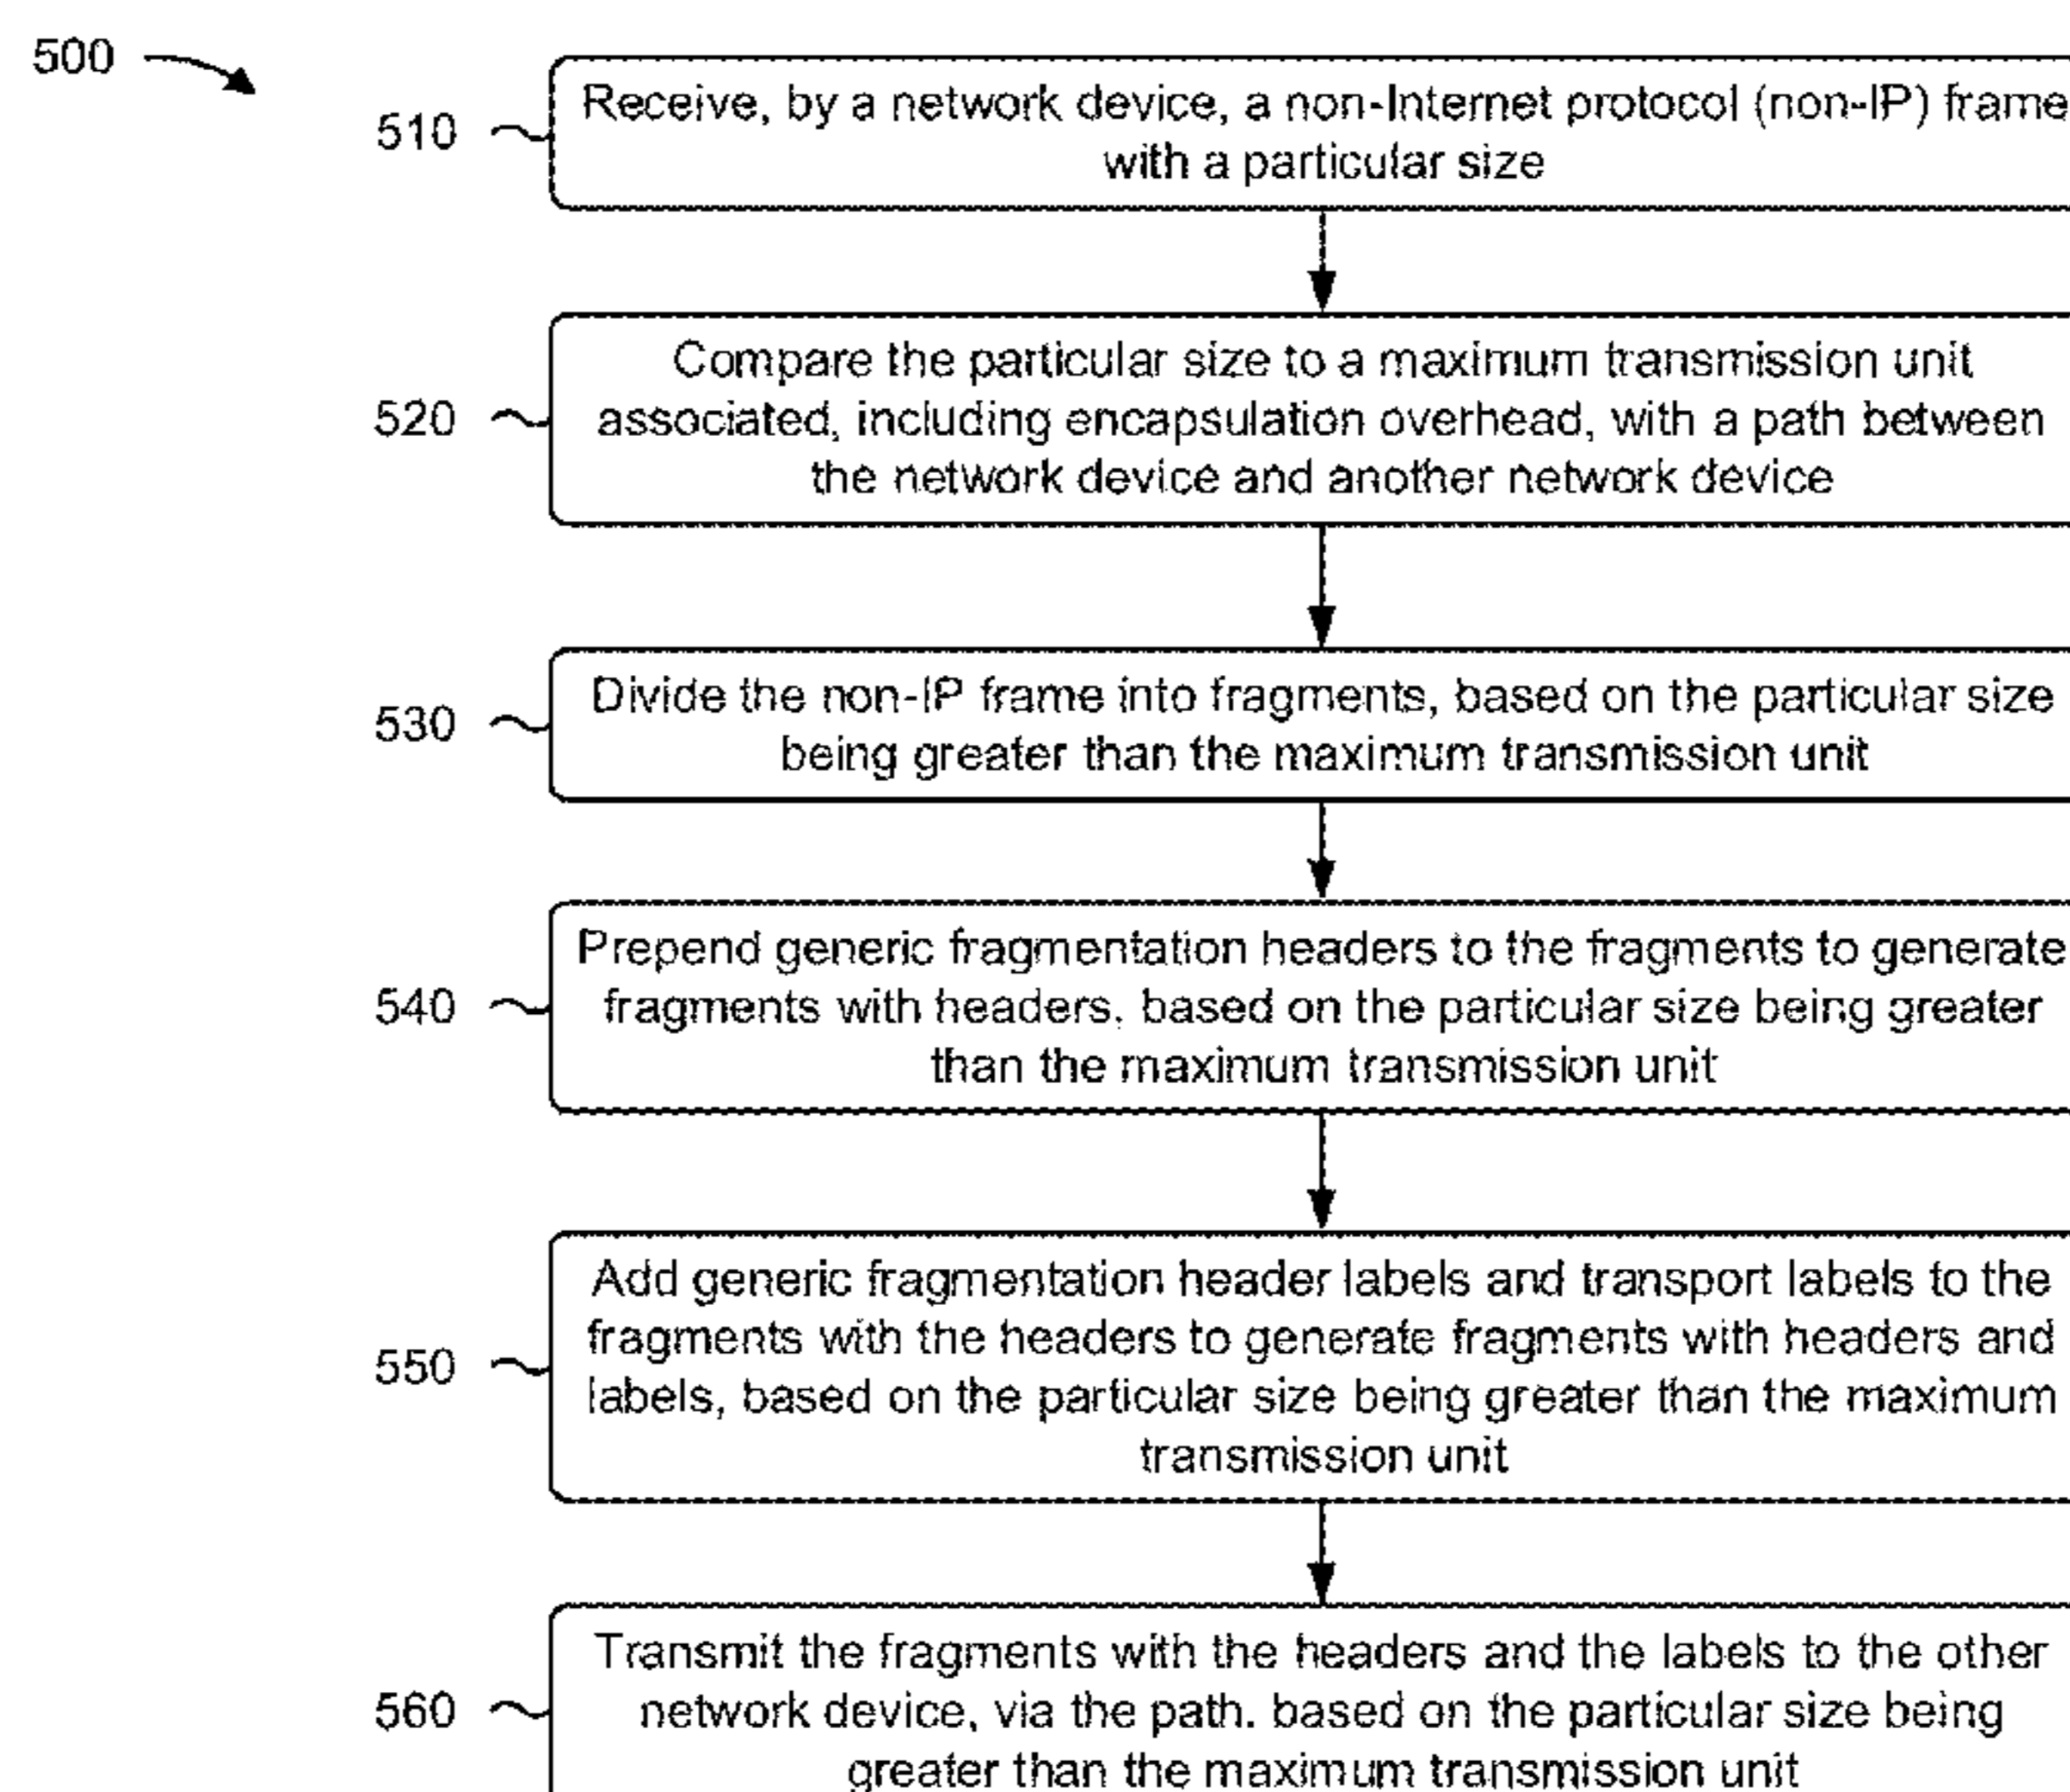 500
510
Receive, by a network device, a non-Internet protocol (non-IP) frame
with a particular size
520
Compare the particular size to a maximum transmission unit
associated, including encapsulation overhead, with a path between
the network device and another network device
530
Divide the non-IP frame into fragments, based on the particular size
being greater than the maximum transmission unit
540
Prepend generic fragmentation headers to the fragments to generate
fragments with headers, based on the particular size being greater
than the maximum transmission unit
550
Add generic fragmentation header labels and transport labels to the
fragments with the headers to generate fragments with headers and
labels, based on the particular size being greater than the maximum
transmission unit
560
Transmit the fragments with the headers and the labels to the other
network device, via the path. based on the particular size being
greater than the maximum transmission unit